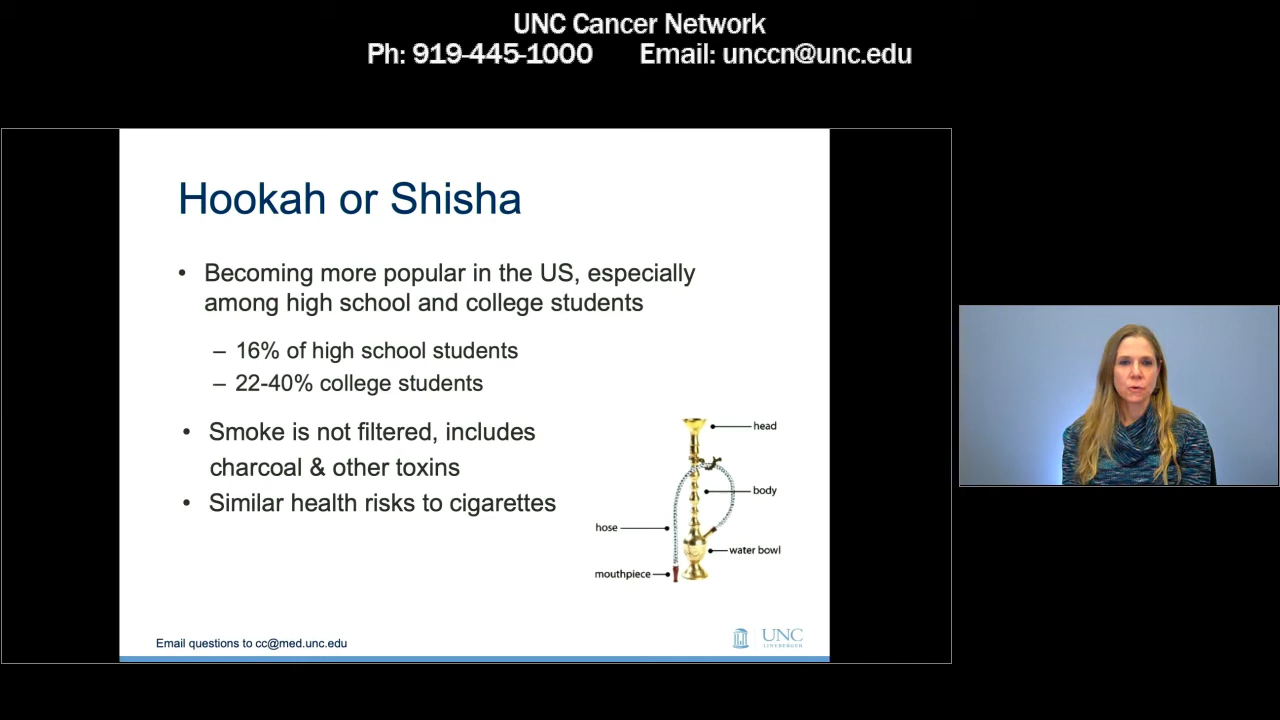 UNC Cancer Network
Ph: 919-445-1000 Email: unccn@unc.edu
Hookah or Shisha
• Becoming more popular in the US, especially
among high school and college students
– 16% of high school students
– 22-40% college students
• Smoke is not filtered, includes
charcoal & other toxins
• Similar health risks to cigarettes
head
body
hose
water bowl
mouthpiece
Email questions to cc@med.unc.edu
UNC
LINEBERGER